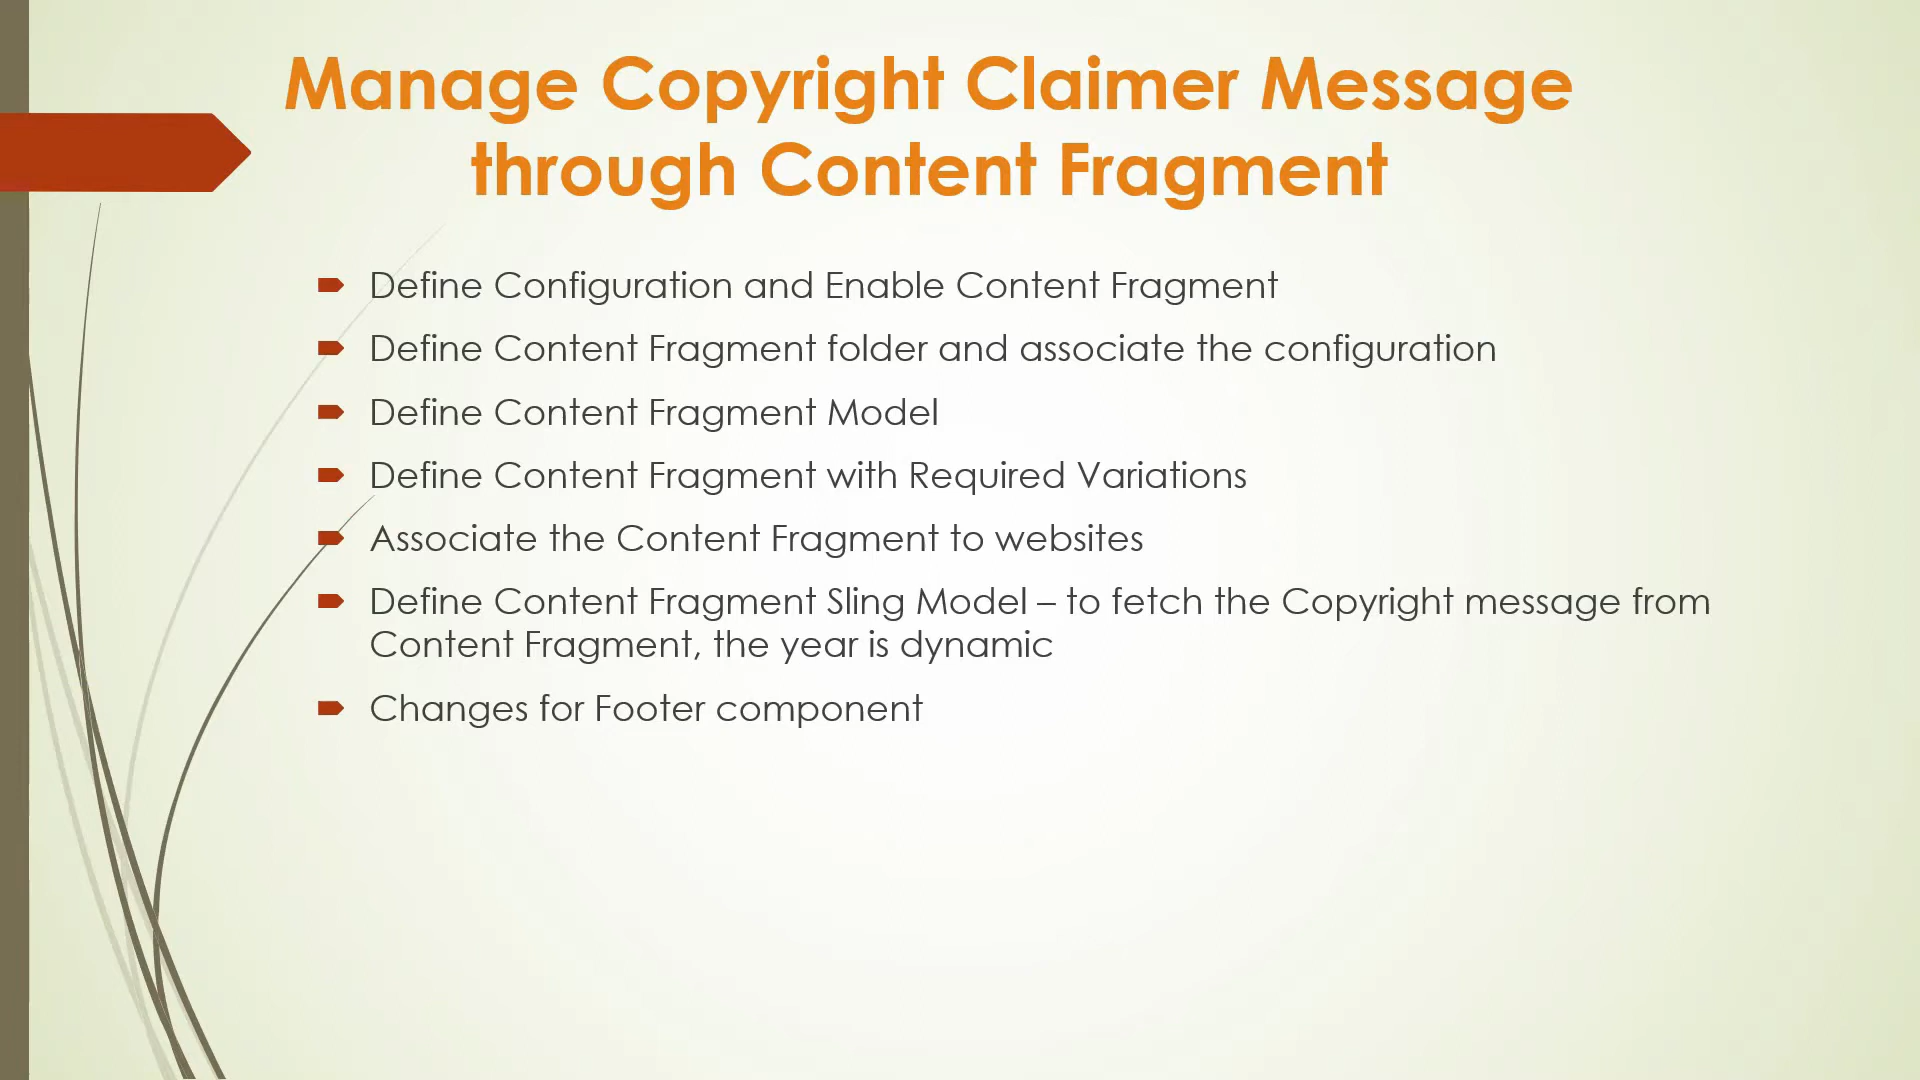 Manage Copyright Claimer Message
through Content Fragment
Define Configuration and Enable Content Fragment
Define Content Fragment folder and associate the configuration
Define Content Fragment Model
Define Content Fragment with Required Variations
Associate the Content Fragment to websites
Define Content Fragment Sling Model – to fetch the Copyright message from
Content Fragment, the year is dynamic
Changes for Footer component